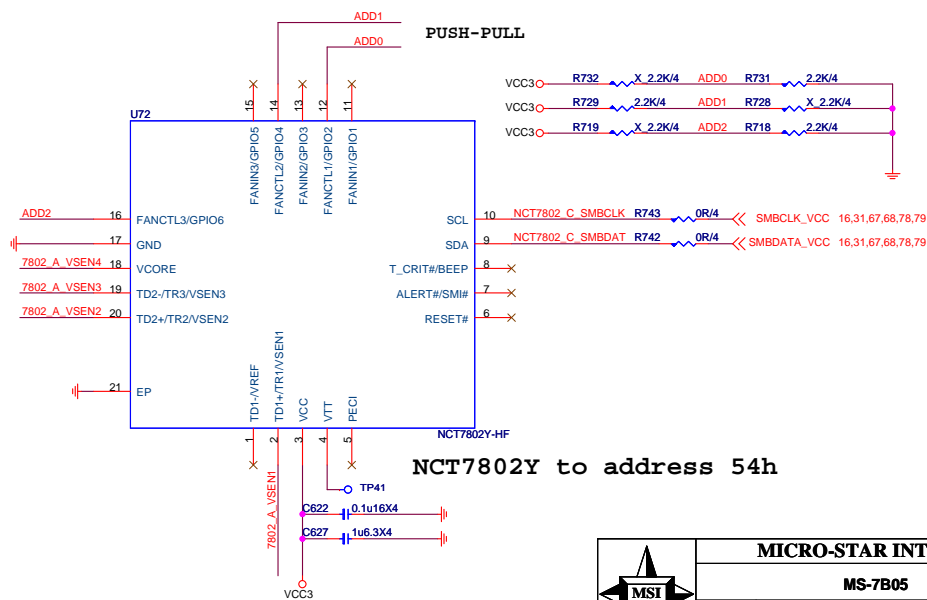 ADD1
ADD0
PUSH-PULL
VCC3 R732 X_2.2K/4 ADD0 R731 2.2K/4
VCC3 R729 2.2K/4 ADD1 R728 X_2.2K/4
VCC3 R719 X_2.2K/4 ADD2 R718 2.2K/4
15 14 13 12 11
U72
FANIN3/GPIO5
FANCTL2/GPIO4
FANIN2/GPIO3
FANCTL1/GPIO2
FANIN1/GPIO1
ADD2 16 FANCTL3/GPIO6
17 GND
7802_A_VSEN4 18 VCORE
7802_A_VSEN3 19 TD2-/TR3/VSEN3
7802_A_VSEN2 20 TD2+/TR2/VSEN2
21 EP
SCL 10 NCT7802_C_SMBCLK R743 0R/4 SMBCLK_VCC 16,31,67,68,78,79
SDA 9 NCT7802_C_SMBDAT R742 0R/4 SMBDATA_VCC 16,31,67,68,78,79
T_CRIT#/BEEP 8
ALERT#/SMI# 7
RESET# 6
TD1-/VREF
TD1+/TR1/VSEN1
VCC
VTT
PECI
1 2 3 4 5
NCT7802Y-HF
NCT7802Y to address 54h
7802_A_VSEN1
TP41
C622 0.1u16X4
C627 1u6.3X4
VCC3
MSI
MICRO-STAR INT
MS-7B05